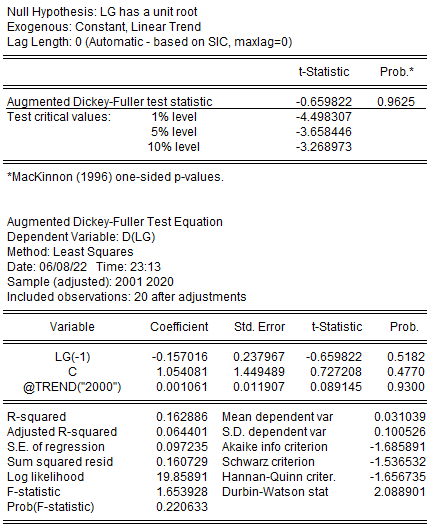 Null Hypothesis: LG has a unit root
Exogenous: Constant, Linear Trend
Lag Length: 0 (Automatic - based on SIC, maxlag=0)
t-Statistic Prob.*
Augmented Dickey-Fuller test statistic -0.659822 0.9625
Test critical values: 1% level -4.498307
5% level -3.658446
10% level -3.268973
*MacKinnon (1996) one-sided p-values.
Augmented Dickey-Fuller Test Equation
Dependent Variable: D(LG)
Method: Least Squares
Date: 06/08/22 Time: 23:13
Sample (adjusted): 2001 2020
Included observations: 20 after adjustments
Variable Coefficient Std. Error t-Statistic Prob.
LG(-1) -0.157016 0.237967 -0.659822 0.5182
C 1.054081 1.449489 0.727208 0.4770
@TREND("2000") 0.001061 0.011907 0.089145 0.9300
R-squared 0.162886 Mean dependent var 0.031039
Adjusted R-squared 0.064401 S.D. dependent var 0.100526
S.E. of regression 0.097235 Akaike info criterion -1.685891
Sum squared resid 0.160729 Schwarz criterion -1.536532
Log likelihood 19.85891 Hannan-Quinn criter. -1.656735
F-statistic 1.653928 Durbin-Watson stat 2.088901
Prob(F-statistic) 0.220633